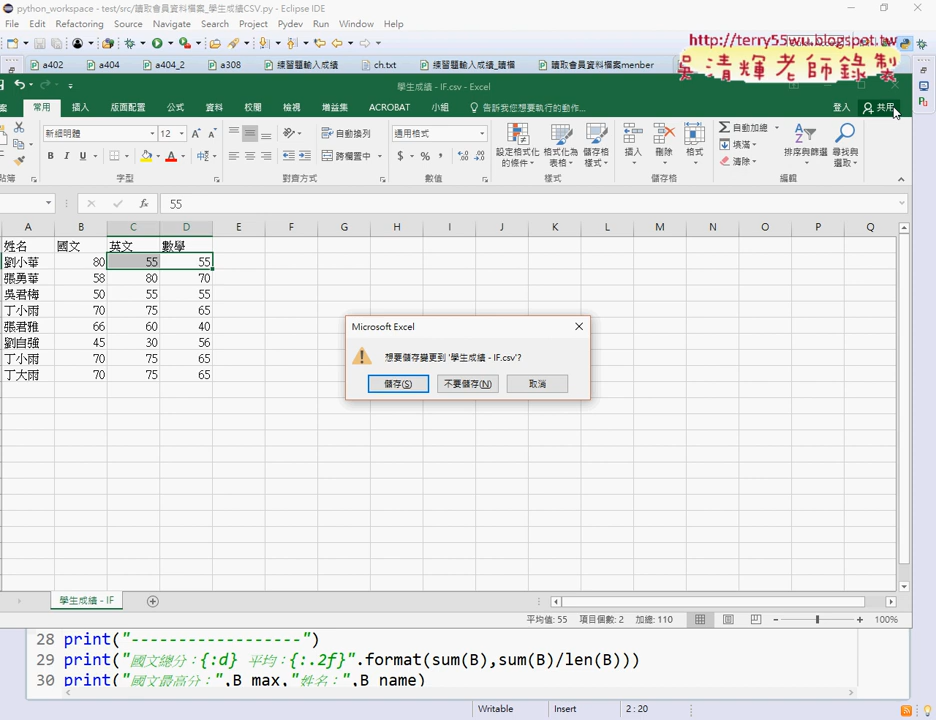 python_workspace - test/src/讀取會員資料檔案_學生成績CSV.py - Eclipse IDE
File Edit Refactoring Source Navigate Search Project Pydev Run Window Help
http://terry55wu.blogspot.tw
吳清輝老師錄製
a402 a404 a404_2 a308 練習題輸入成績 ch.txt 練習題輸入成績_讀檔 讀取會員資料檔案menber
學生成績 - IF.csv - Excel
案 常用 插入 版面配置 公式 資料 校閱 檢視 增益集 ACROBAT 小組 告訴我您想要執行的動作... 登入 共用
新細明體 12 自動換列 通用格式 設定格式化的條件 格式化為表格 儲存格樣式 插入 刪除 格式 自動加總 填滿 清除 排序與篩選 尋找與選取
B I U 跨欄置中 $ %
貼簿 字型 對齊方式 數值 樣式 儲存格 編輯
fx 55
A B C D E F G H I J K L M N O P Q
姓名 國文 英文 數學
劉小華 80 55 55
張勇華 58 80 70
吳君梅 50 55 55
丁小雨 70 75 65
張君雅 66 60 40
劉自強 45 30 56
丁小雨 70 75 65
丁大雨 70 75 65
Microsoft Excel
想要儲存變更到 '學生成績 - IF.csv'?
儲存(S) 不要儲存(N) 取消
學生成績 - IF
平均值: 55 項目個數: 2 加總: 110 100%
28 print("------------------")
29 print("國文總分：{:d} 平均：{:.2f}".format(sum(B),sum(B)/len(B)))
30 print("國文最高分：",B_max,"姓名：",B_name)
Writable Insert 2 : 20